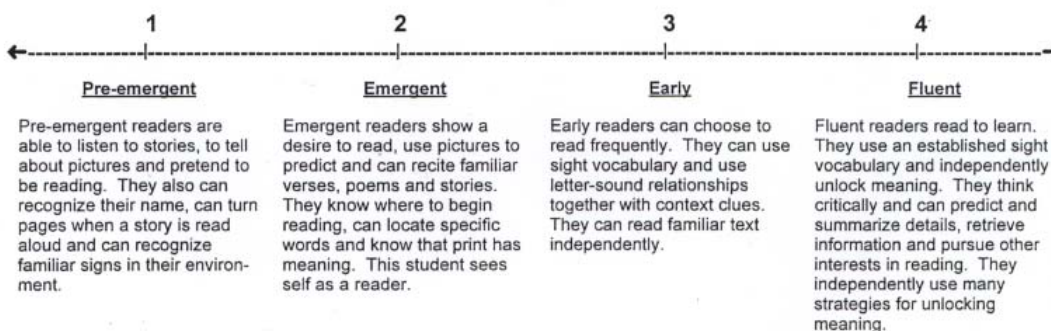 1 2 3 4
Pre-emergent
Pre-emergent readers are
able to listen to stories, to tell
about pictures and pretend to
be reading. They also can
recognize their name, can turn
pages when a story is read
aloud and can recognize
familiar signs in their environ-
ment.
Emergent
Emergent readers show a
desire to read, use pictures to
predict and can recite familiar
verses, poems and stories.
They know where to begin
reading, can locate specific
words and know that print has
meaning. This student sees
self as a reader.
Early
Early readers can choose to
read frequently. They can use
sight vocabulary and use
letter-sound relationships
together with context clues.
They can read familiar text
independently.
Fluent
Fluent readers read to learn.
They use an established sight
vocabulary and independently
unlock meaning. They think
critically and can predict and
summarize details, retrieve
information and pursue other
interests in reading. They
independently use many
strategies for unlocking
meaning.